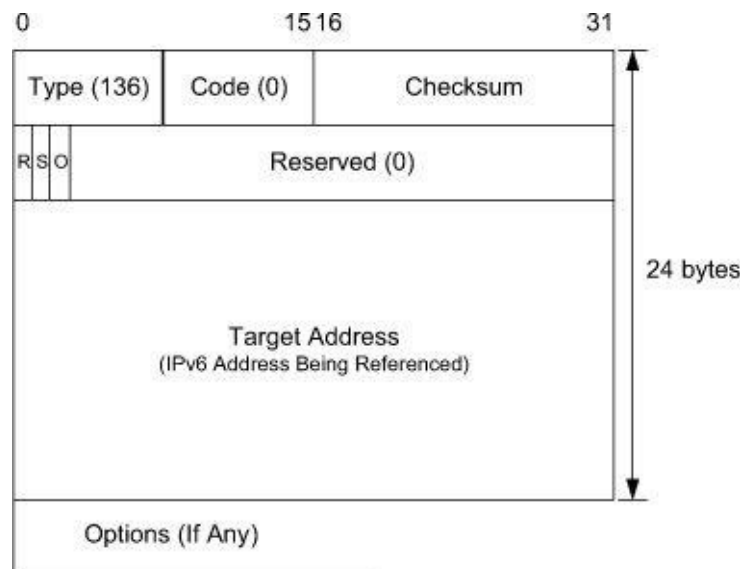 0 15 16 31
Type (136) Code (0) Checksum
R S O Reserved (0)
24 bytes
Target Address
(IPv6 Address Being Referenced)
Options (If Any)